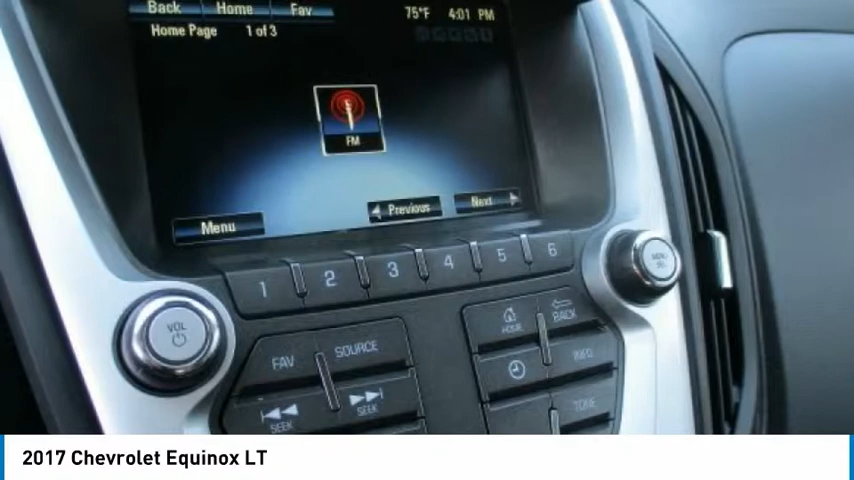 Back Home Fav 75°F 4:01 PM
Home Page 1 of 3
FM
Menu Previous Next
1 2 3 4 5 6
VOL
MENU
FAV SOURCE
HOME BACK
INFO
SEEK SEEK
TONE
2017 Chevrolet Equinox LT